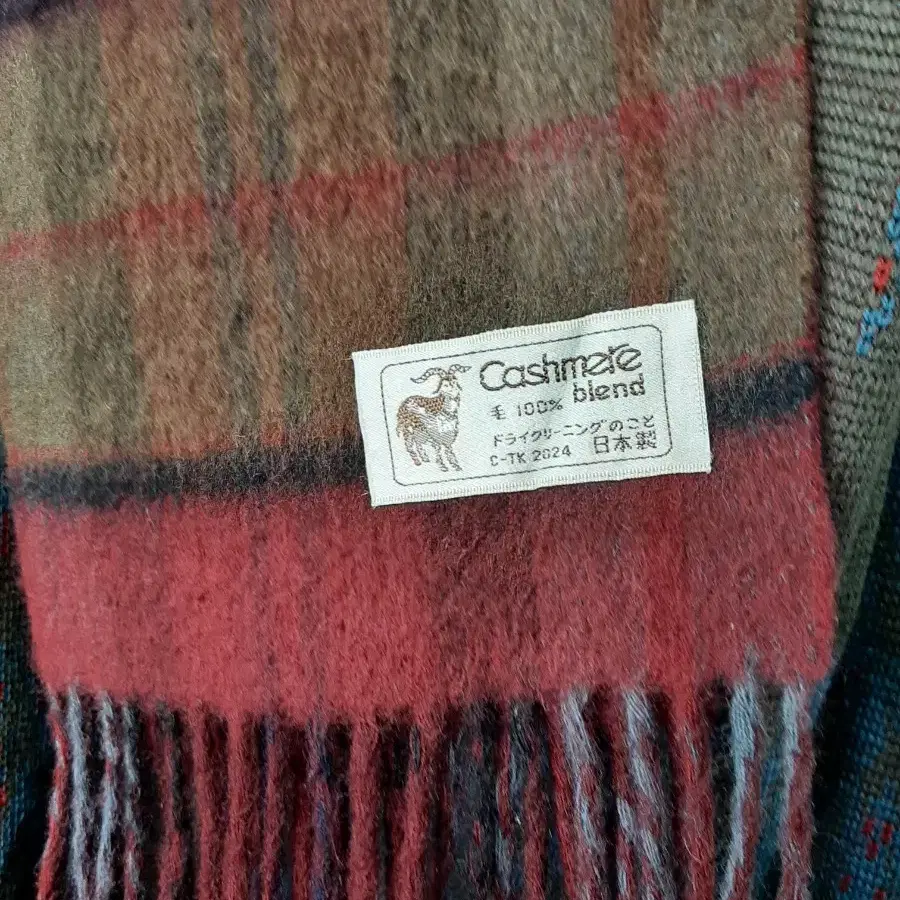 Cashmere
blend
毛 100%
ドライクリーニングのこと
C-TK 2024 日本製